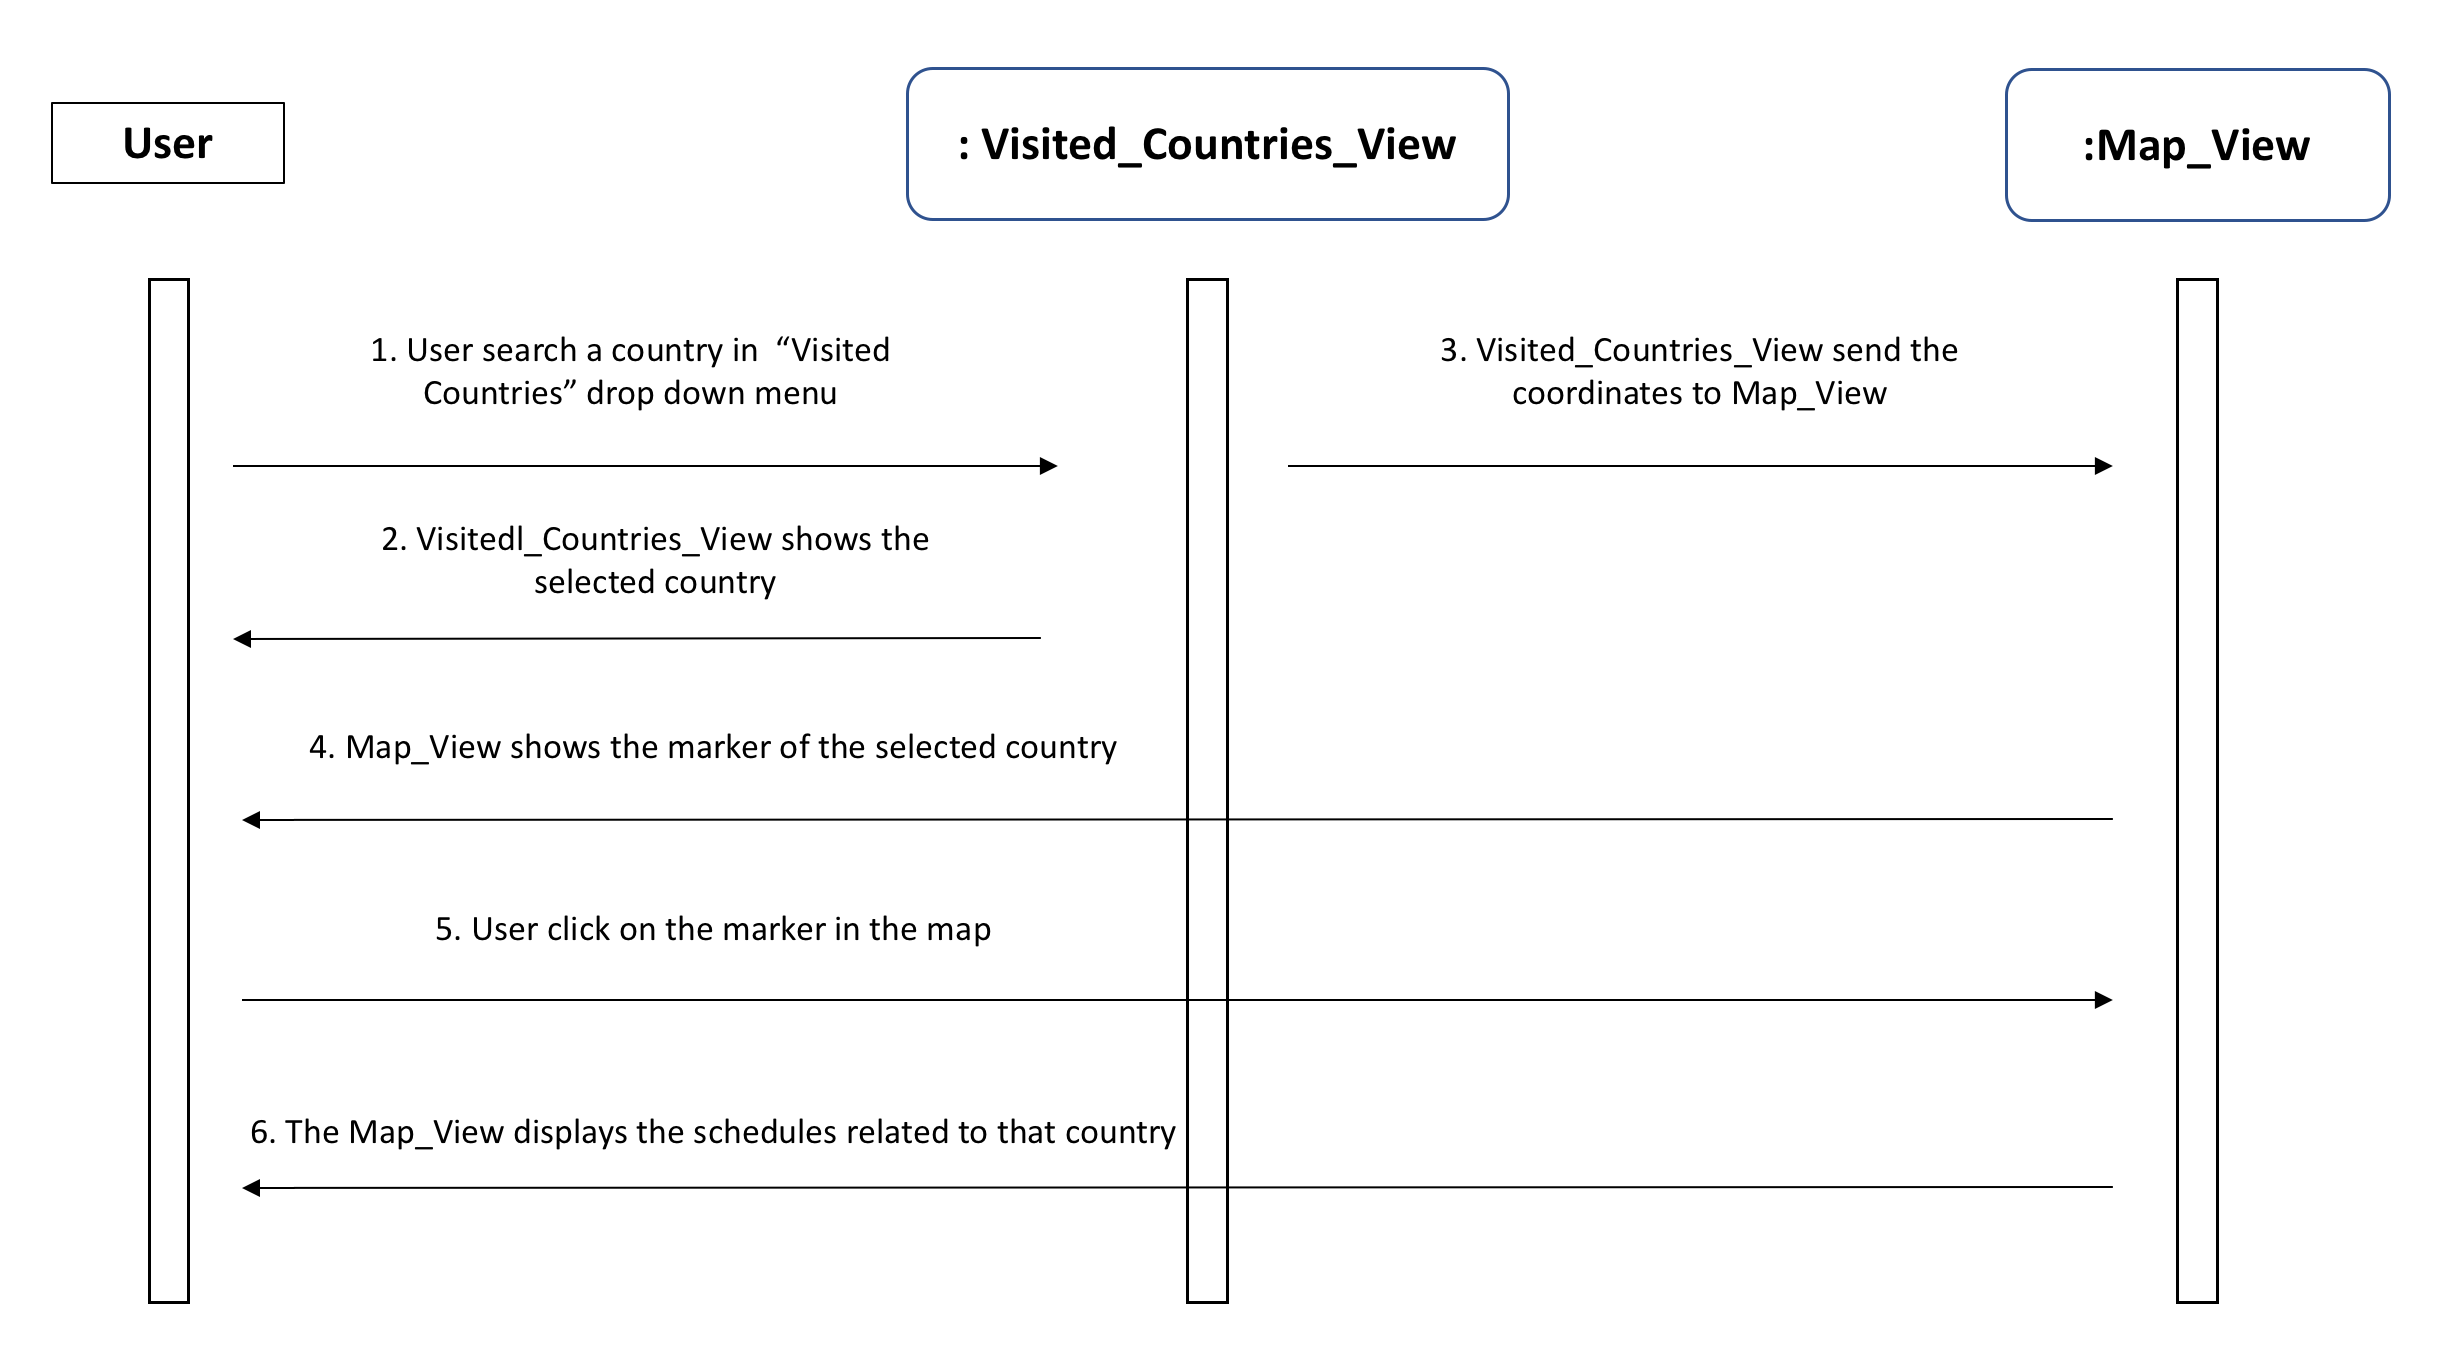 User
: Visited_Countries_View
:Map_View
1. User search a country in  “Visited
Countries” drop down menu
3. Visited_Countries_View send the
coordinates to Map_View
2. Visitedl_Countries_View shows the
selected country
4. Map_View shows the marker of the selected country
5. User click on the marker in the map
6. The Map_View displays the schedules related to that country